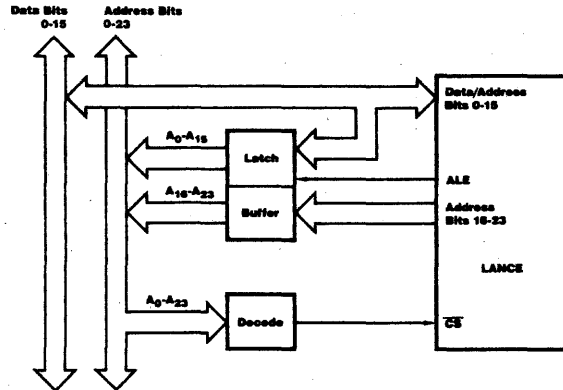 Data Bits
0-15
Address Bits
0-23
Data/Address
Bits 0-15
A0-A15
Latch
ALE
A16-A23
Buffer
Address
Bits 16-23
LANCE
A0-A23
Decode
CS